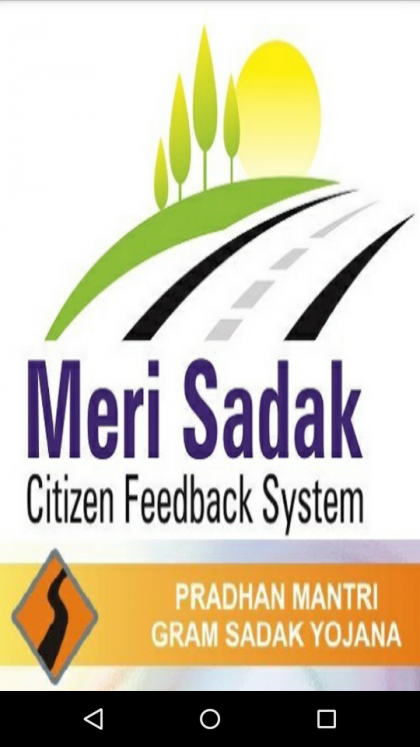 Meri Sadak
Citizen Feedback System
PRADHAN MANTRI
GRAM SADAK YOJANA